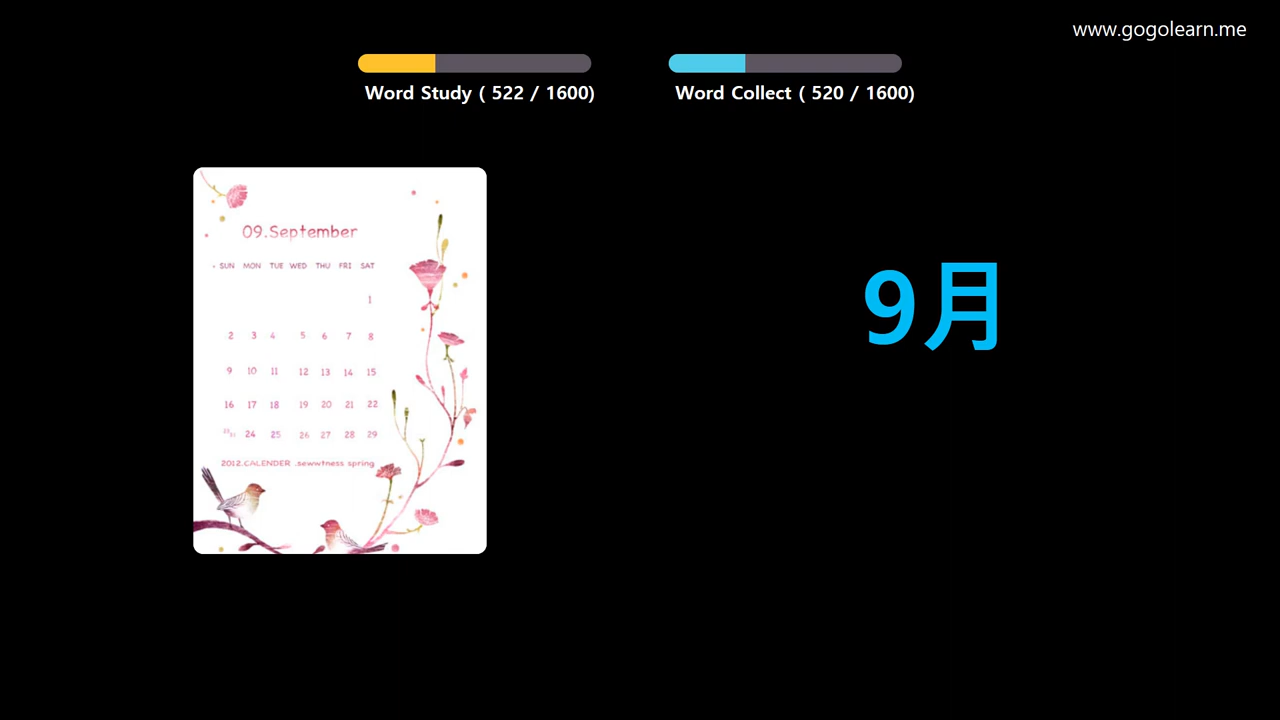 www.gogolearn.me
Word Study ( 522 / 1600)
Word Collect ( 520 / 1600)
09.September
SUN MON TUE WED THU FRI SAT
1
2 3 4 5 6 7 8
9 10 11 12 13 14 15
16 17 18 19 20 21 22
24 25 26 27 28 29
2012.CALENDER .sewwtness spring
9月